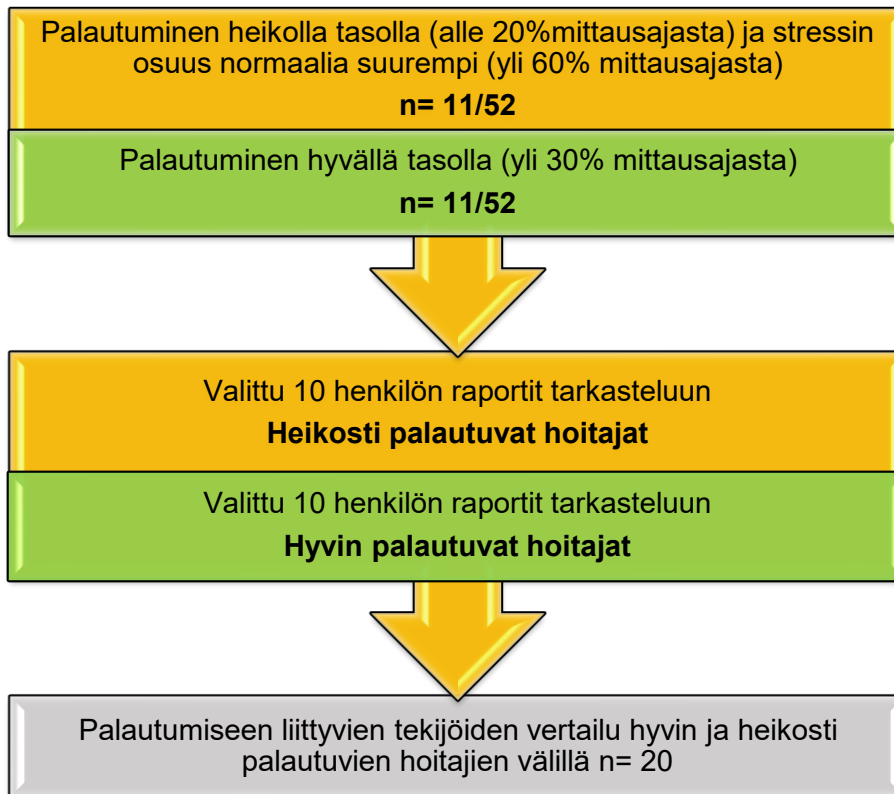 Palautuminen heikolla tasolla (alle 20%mittausajasta) ja stressin
osuus normaalia suurempi (yli 60% mittausajasta)
n= 11/52
Palautuminen hyvällä tasolla (yli 30% mittausajasta)
n= 11/52
Valittu 10 henkilön raportit tarkasteluun
Heikosti palautuvat hoitajat
Valittu 10 henkilön raportit tarkasteluun
Hyvin palautuvat hoitajat
Palautumiseen liittyvien tekijöiden vertailu hyvin ja heikosti
palautuvien hoitajien välillä n= 20